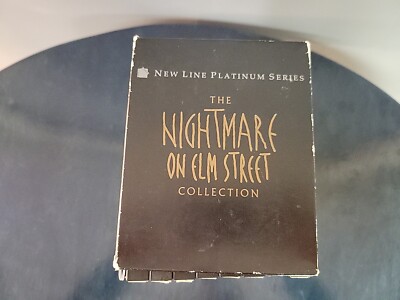 NEW LINE PLATINUM SERIES
THE
NIGHTMARE
ON ELM STREET
COLLECTION